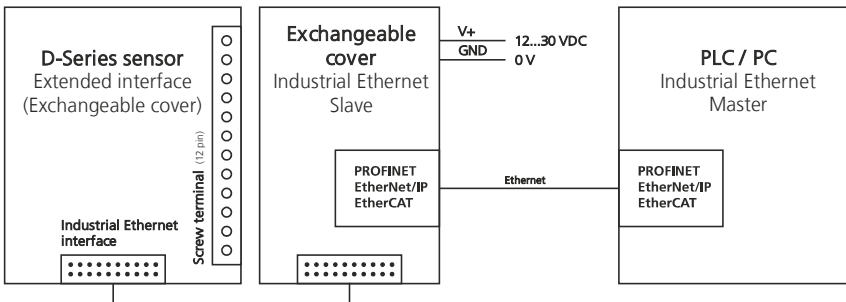 D-Series sensor
Extended interface
(Exchangeable cover)
Screw terminal (12 pin)
Industrial Ethernet
interface
Exchangeable
cover
Industrial Ethernet
Slave
V+
GND
12...30 VDC
0 V
PROFINET
EtherNet/IP
EtherCAT
Ethernet
PLC / PC
Industrial Ethernet
Master
PROFINET
EtherNet/IP
EtherCAT